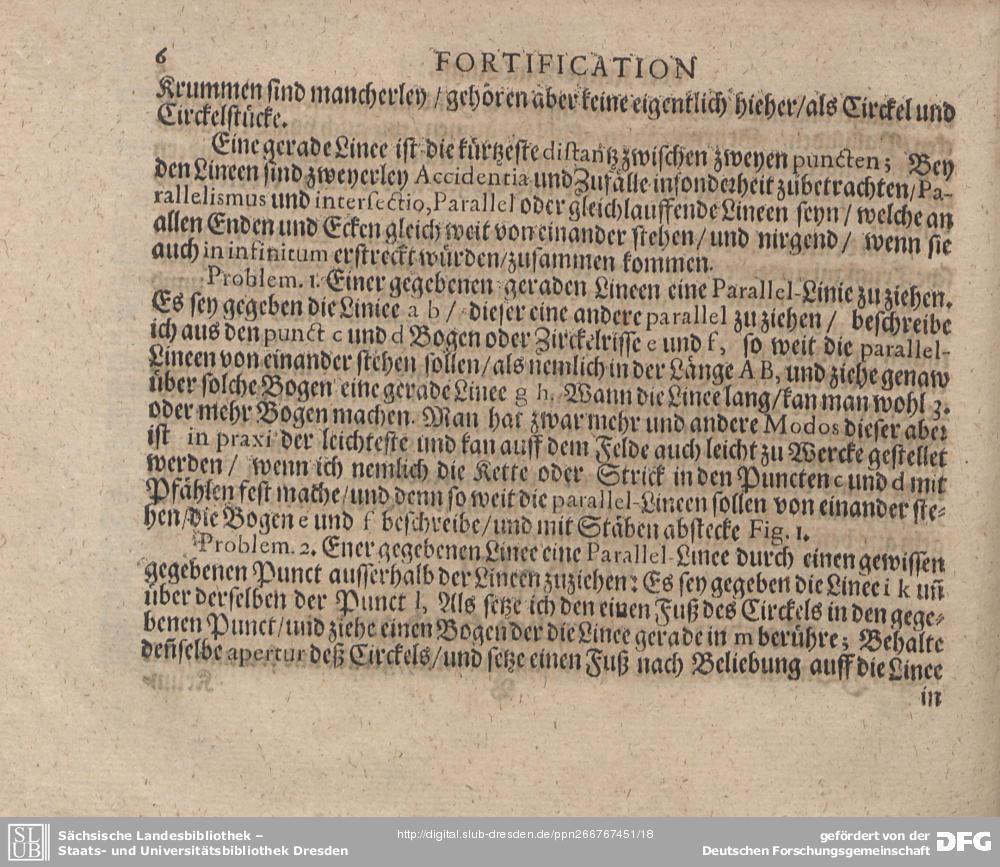 6
FORTIFICATION
Krummen sind mancherley / gehören aber keine eigentlich hieher/als Circkel und
Circkelstücke.
Eine gerade Linee ist die kürtzeste distantz zwischen zweyen puncten; Bey
den Lineen sind zweyerley Accidentia und Zufälle insonderheit zübetrachten/Pa-
rallelismus und intersectio, Parallel oder gleichlauffende Lineen seyn / welche an
allen Enden und Ecken gleich weit von einander stehen/und nirgend / wenn sie
auch in infinitum erstreckt würden/zusammen kommen.
Problem. 1. Einer gegebenen geraden Lineen eine Parallel-Linie zu ziehen.
Es sey gegeben die Liniee a b / dieser eine andere parallel zu ziehen / beschreibe
ich aus den punct c und d Bogen oder Zirckelrisse e und f, so weit die parallel-
Lineen von einander stehen sollen/als nemlich in der Länge A B, und ziehe genaw
über solche Bogen eine gerade Linee g h. Wann die Linee lang/kan man wohl 3.
oder mehr Bogen machen. Man hat zwar mehr und andere Modos dieser aber
ist in praxi der leichteste und kan auff dem Felde auch leicht zu Wercke gestellet
werden / wenn ich nemlich die Kette oder Strick in den Puncten c und d mit
Pfählen fest mache/und denn so weit die parallel-Lineen sollen von einander ste-
hen/die Bogen e und f beschreibe/und mit Stäben abstecke Fig. 1.
Problem. 2. Ener gegebenen Linee eine Parallel-Linee durch einen gewissen
gegebenen Punct ausserhalb der Lineen zuziehen: Es sey gegeben die Linee i k uñ
über derselben der Punct l, Als setze ich den einen Fuß des Circkels in den gege-
benen Punct/und ziehe einen Bogen der die Linee gerade in m berühre; Behalte
deñselbe apertur deß Circkels/und setze einen Fuß nach Beliebung auff die Linee
in
SLUB
Sächsische Landesbibliothek –
Staats- und Universitätsbibliothek Dresden
http://digital.slub-dresden.de/ppn266767451/18
gefördert von der
Deutschen Forschungsgemeinschaft
DFG